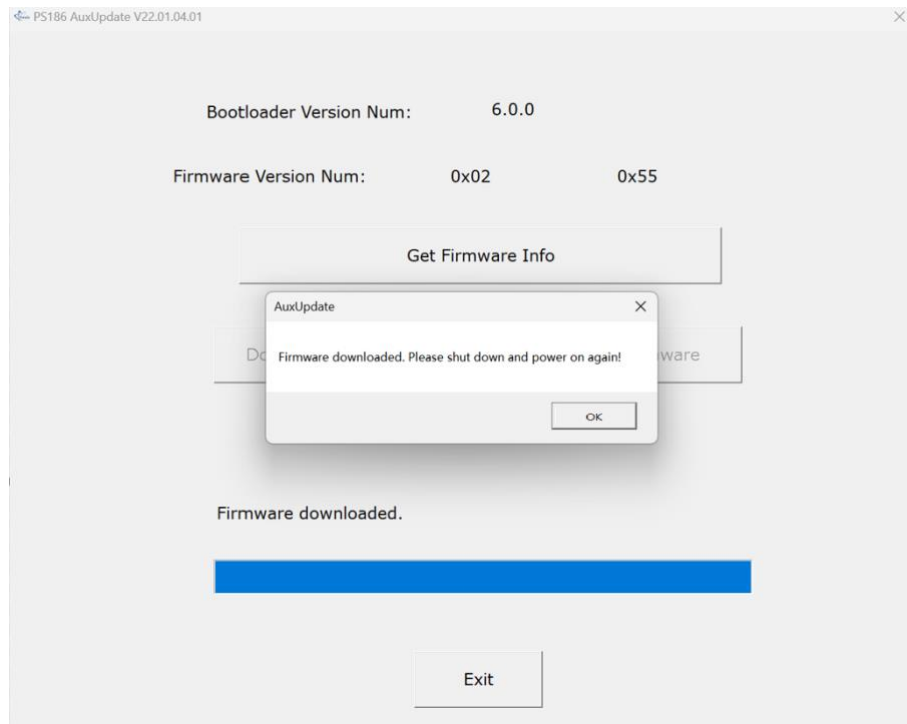 PS186 AuxUpdate V22.01.04.01
Bootloader Version Num: 6.0.0
Firmware Version Num: 0x02 0x55
Get Firmware Info
AuxUpdate
Firmware downloaded. Please shut down and power on again!
OK
Firmware downloaded.
Exit